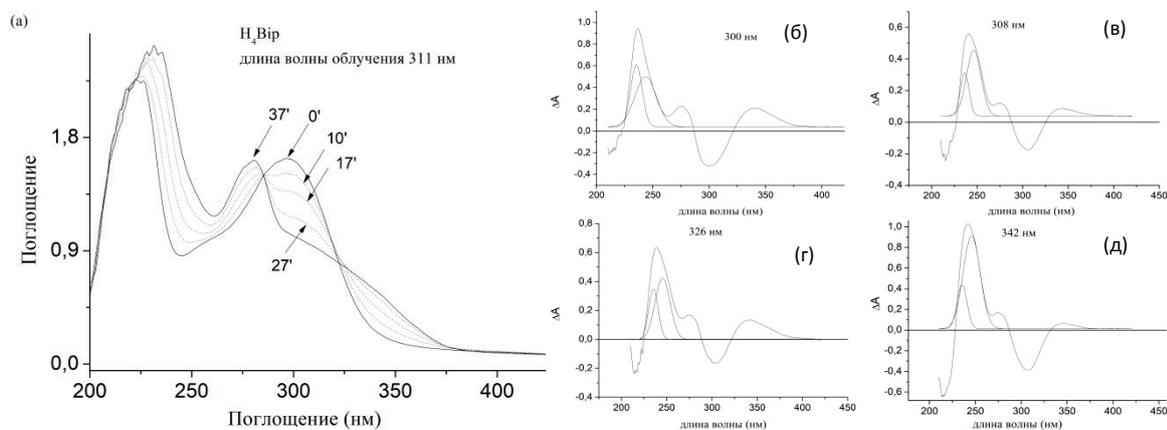 (а)
H₄Bip
длина волны облучения 311 нм
37'
0'
10'
17'
27'
1,8
0,9
0,0
Поглощение
200 250 300 350 400
Поглощение (нм)
300 нм
(б)
1,0
0,8
0,6
0,4
0,2
0,0
-0,2
-0,4
-0,6
ΔA
200 250 300 350 400
длина волны (нм)
308 нм
(в)
0,6
0,4
0,2
0,0
-0,2
-0,4
ΔA
200 250 300 350 400 450
длина волны (нм)
326 нм
(г)
0,8
0,6
0,4
0,2
0,0
-0,2
-0,4
ΔA
200 250 300 350 400 450
длина волны (нм)
342 нм
(д)
1,0
0,8
0,6
0,4
0,2
0,0
-0,2
-0,4
-0,6
ΔA
200 250 300 350 400 450
длина волны (нм)